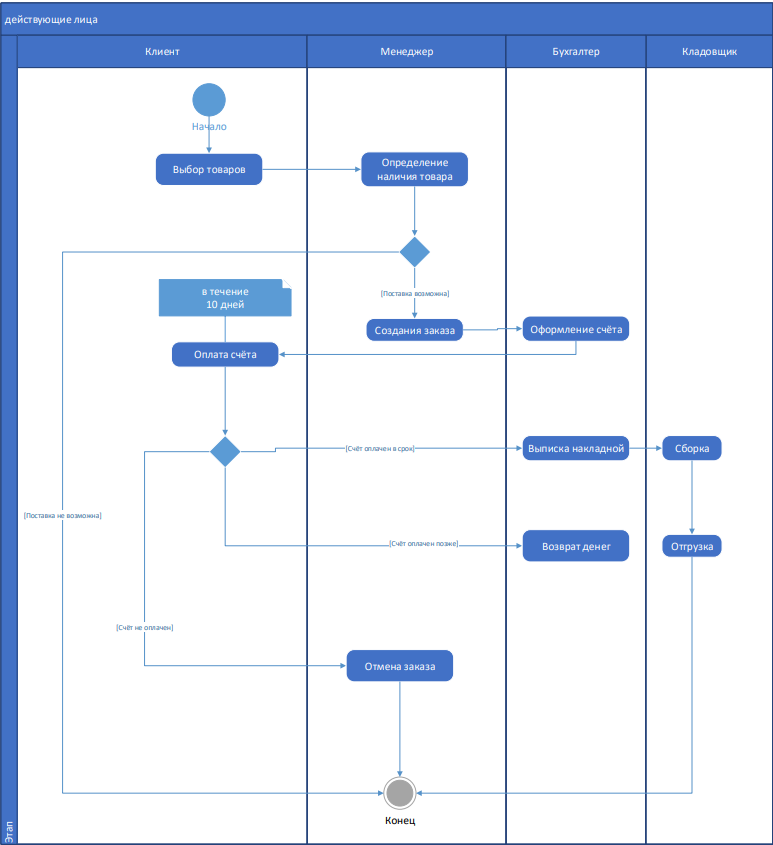 действующие лица
Клиент
Менеджер
Бухгалтер
Кладовщик
Начало
Выбор товаров
Определение
наличия товара
в течение
10 дней
[Поставка возможна]
Создания заказа
Оформление счёта
Оплата счёта
[Счёт оплачен в срок]
Выписка накладной
Сборка
[Поставка не возможна]
[Счёт оплачен позже]
Возврат денег
Отгрузка
[Счёт не оплачен]
Отмена заказа
Конец
Этап